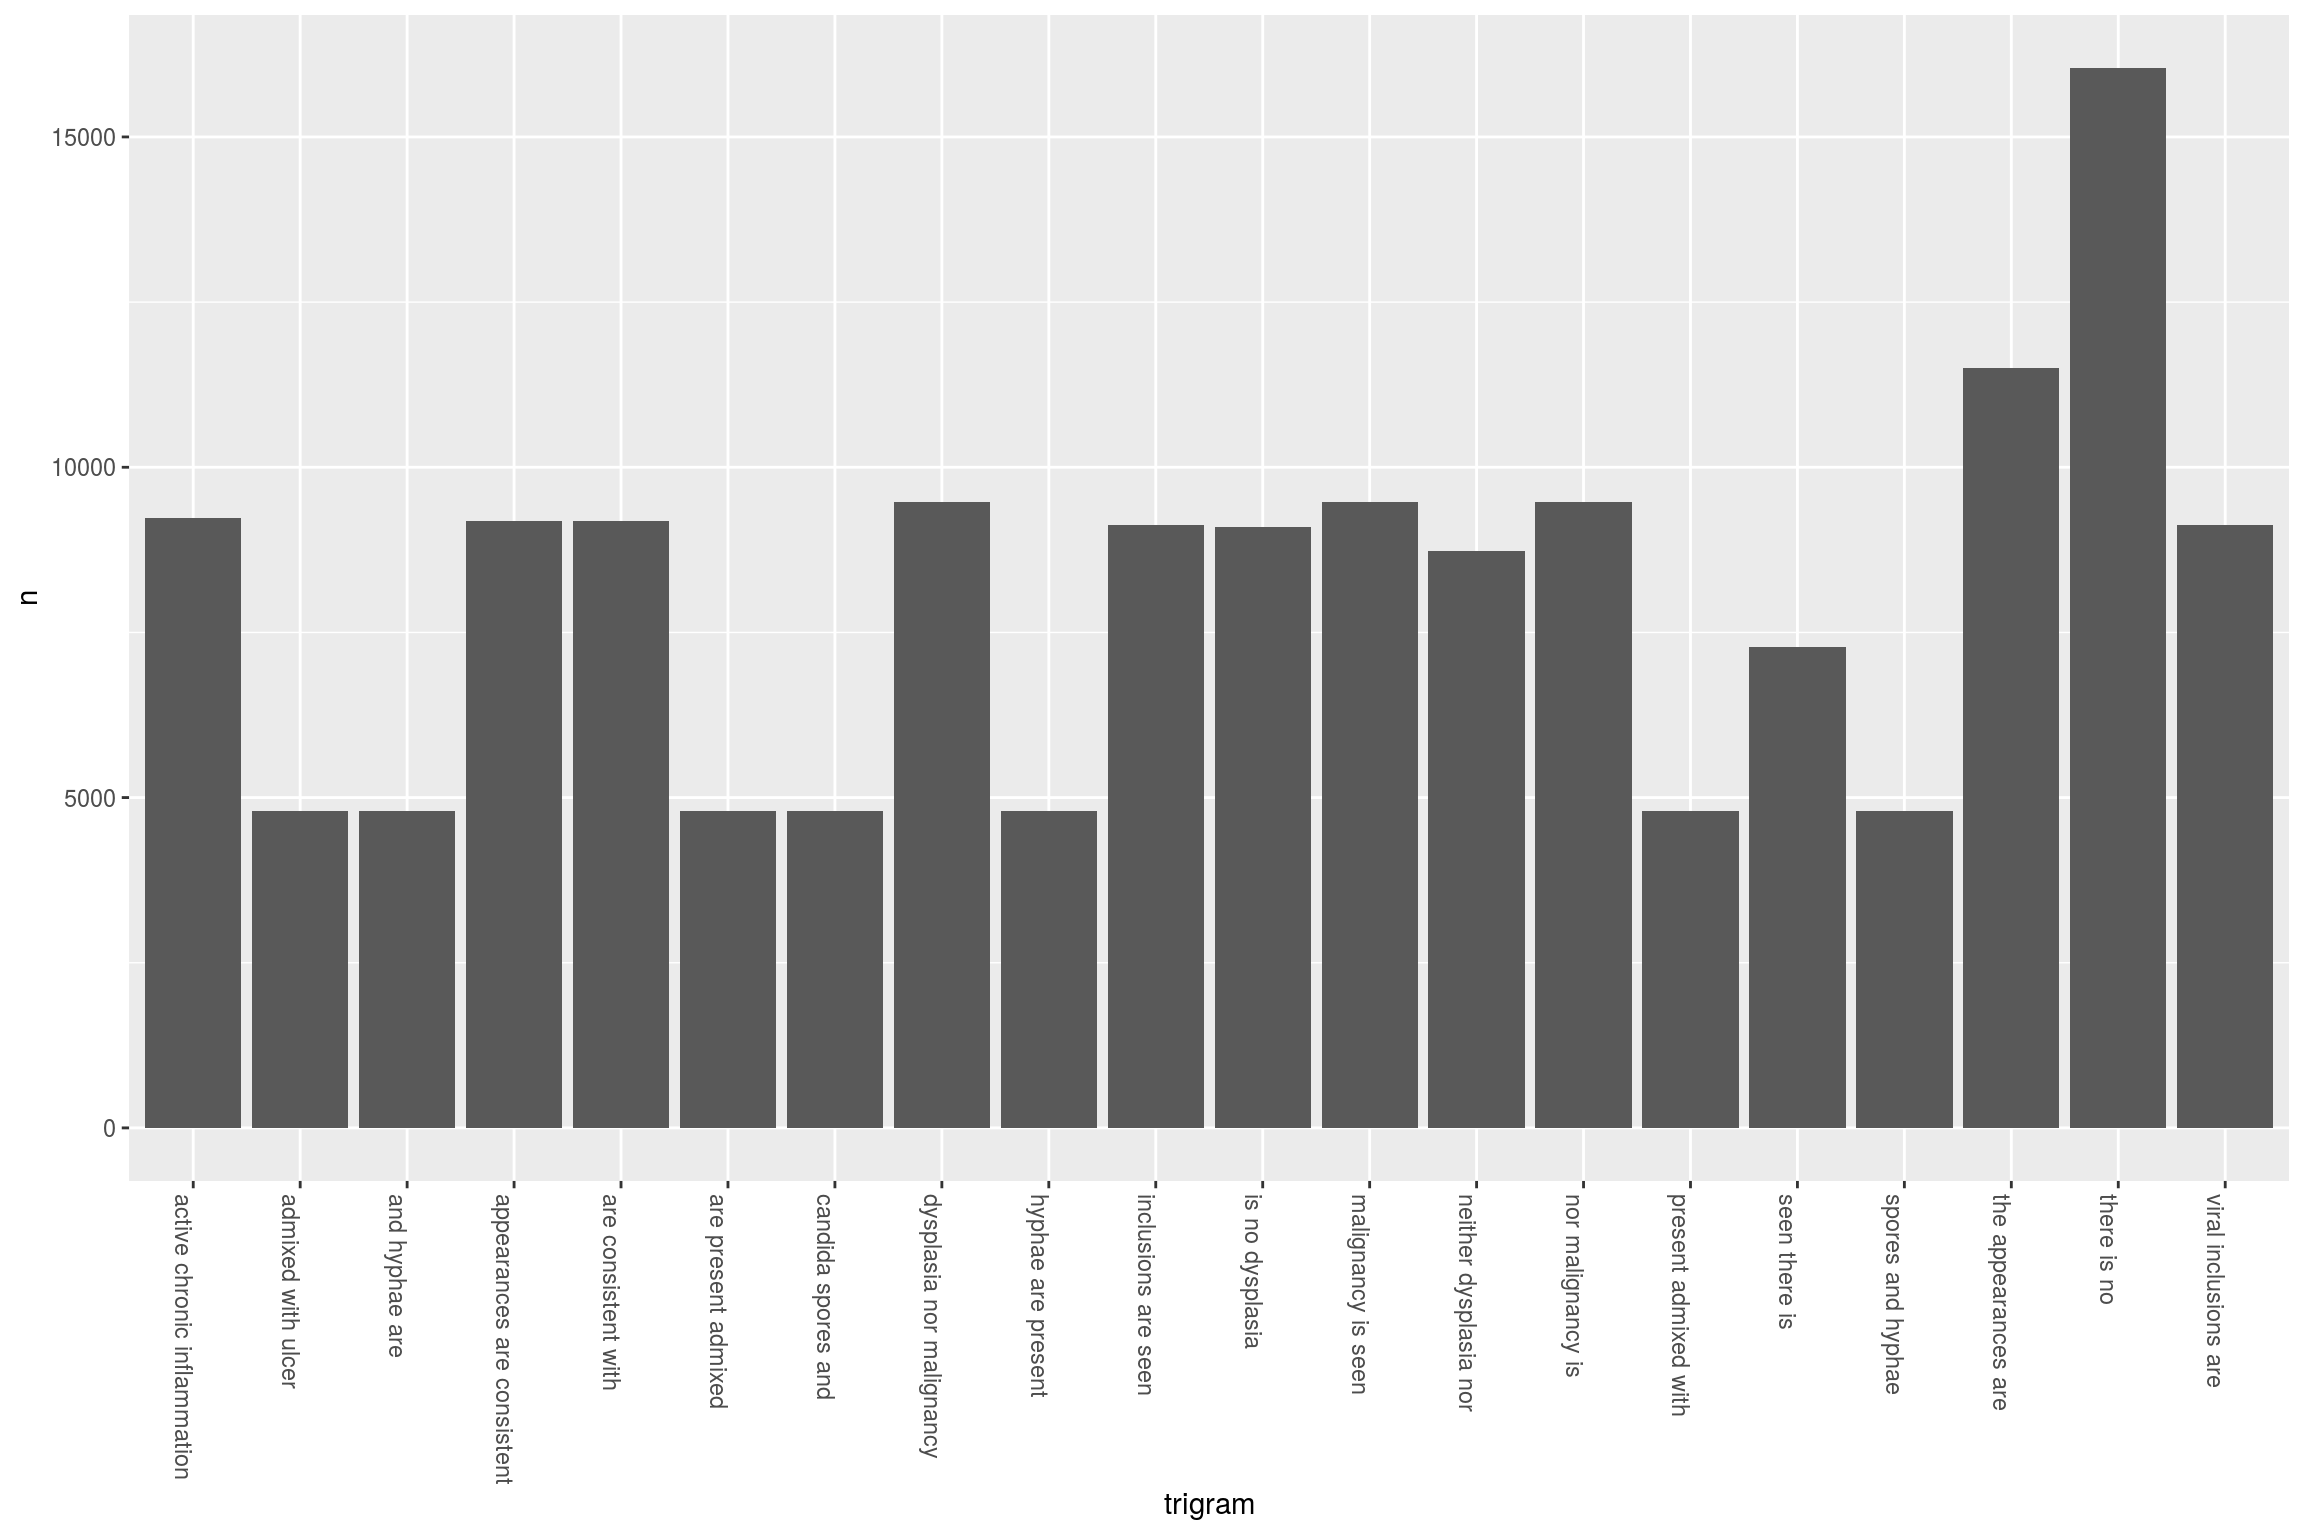 15000
10000
5000
0
n
active chronic inflammation
admixed with ulcer
and hyphae are
appearances are consistent
are consistent with
are present admixed
candida spores and
dysplasia nor malignancy
hyphae are present
inclusions are seen
is no dysplasia
malignancy is seen
neither dysplasia nor
nor malignancy is
present admixed with
seen there is
spores and hyphae
the appearances are
there is no
viral inclusions are
trigram